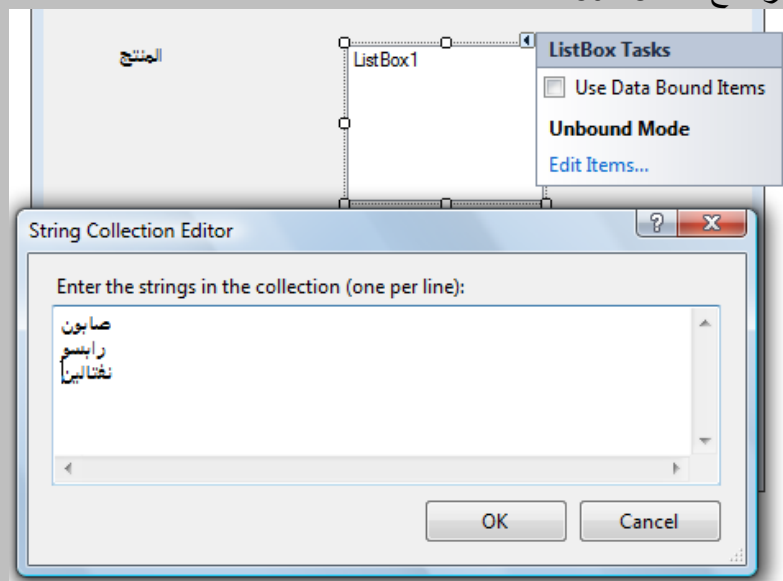 المنتج
ListBox1
ListBox Tasks
Use Data Bound Items
Unbound Mode
Edit Items...
String Collection Editor
Enter the strings in the collection (one per line):
صابون
رابسو
نفتالين
OK
Cancel